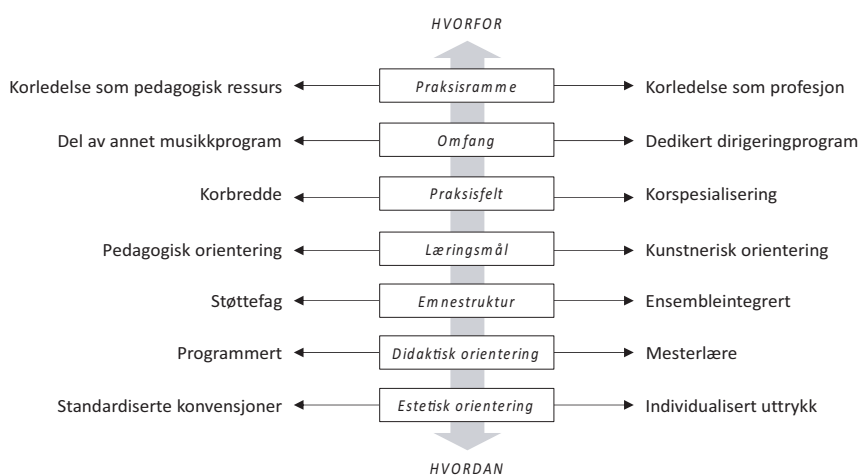 HVORFOR
Korledelse som pedagogisk ressurs Praksisramme Korledelse som profesjon
Del av annet musikkprogram Omfang Dedikert dirigeringprogram
Korbredde Praksisfelt Korspesialisering
Pedagogisk orientering Læringsmål Kunstnerisk orientering
Støttefag Emnestruktur Ensembleintegrert
Programmert Didaktisk orientering Mesterlære
Standardiserte konvensjoner Estetisk orientering Individualisert uttrykk
HVORDAN